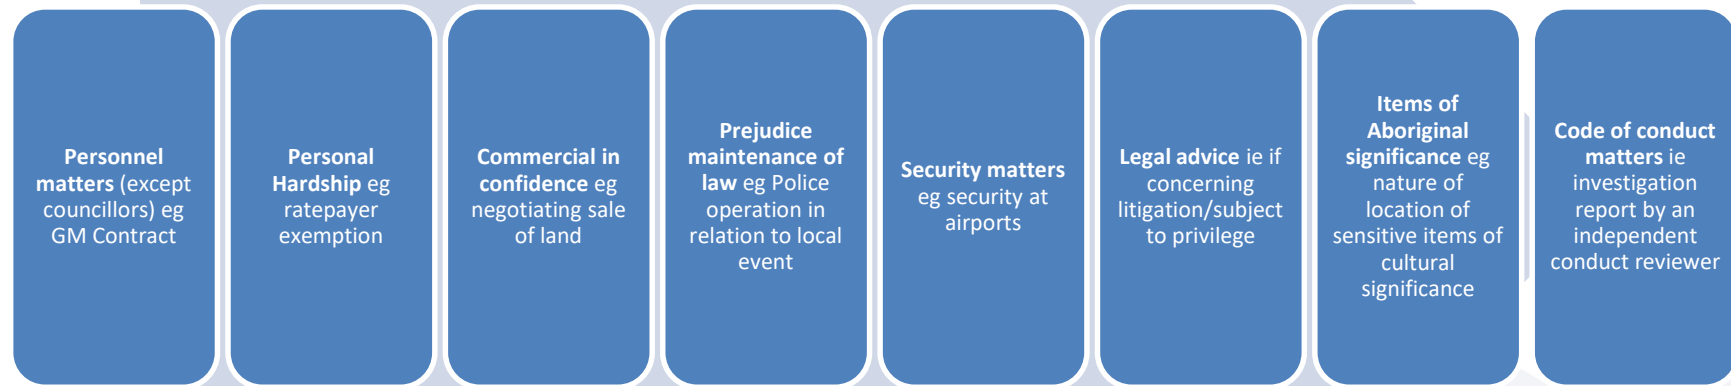 Personnel
matters (except
councillors) eg
GM Contract
Personal
Hardship eg
ratepayer
exemption
Commercial in
confidence eg
negotiating sale
of land
Prejudice
maintenance of
law eg Police
operation in
relation to local
event
Security matters
eg security at
airports
Legal advice ie if
concerning
litigation/subject
to privilege
Items of
Aboriginal
significance eg
nature of
location of
sensitive items of
cultural
significance
Code of conduct
matters ie
investigation
report by an
independent
conduct reviewer